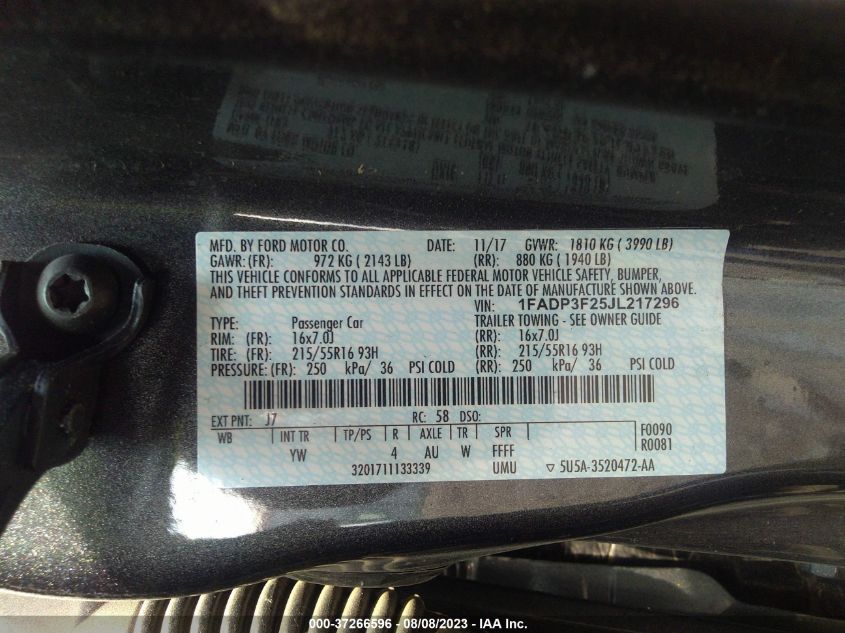 MFD. BY FORD MOTOR CO. DATE: 11/17 GVWR: 1810 KG ( 3990 LB)
GAWR: (FR): 972 KG ( 2143 LB) (RR): 880 KG ( 1940 LB)
THIS VEHICLE CONFORMS TO ALL APPLICABLE FEDERAL MOTOR VEHICLE SAFETY, BUMPER,
AND THEFT PREVENTION STANDARDS IN EFFECT ON THE DATE OF MANUFACTURE SHOWN ABOVE.
VIN: 1FADP3F25JL217296
TYPE: Passenger Car TRAILER TOWING - SEE OWNER GUIDE
RIM: (FR): 16x7.0J (RR): 16x7.0J
TIRE: (FR): 215/55R16 93H (RR): 215/55R16 93H
PRESSURE: (FR): 250 kPa/ 36 PSI COLD (RR): 250 kPa/ 36 PSI COLD
EXT PNT: J7 RC: 58 DSO:
WB INT TR TP/PS R AXLE TR SPR F0090
YW 4 AU W FFFF R0081
3201711133339 UMU ▽ 5U5A-3520472-AA
000-37266596 - 08/08/2023 - IAA Inc.